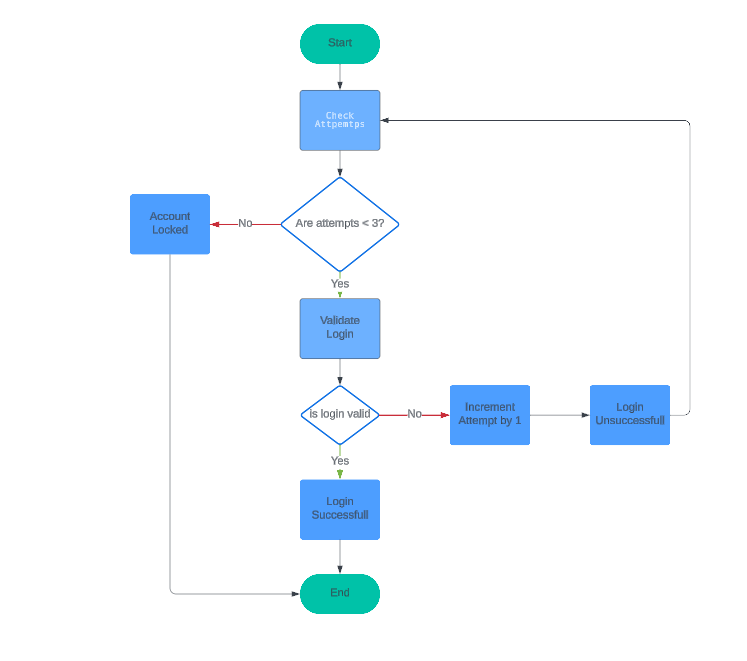 Start
Check
Attpemtps
Are attempts < 3?
No
Account
Locked
Yes
Validate
Login
is login valid
No
Increment
Attempt by 1
Login
Unsuccessfull
Yes
Login
Successfull
End